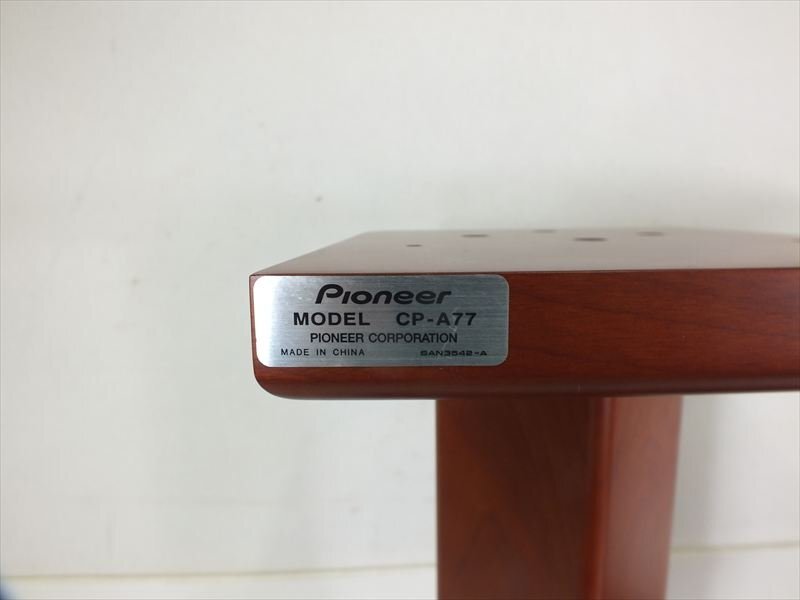 Pioneer
MODEL CP-A77
PIONEER CORPORATION
MADE IN CHINA SAN3542-A